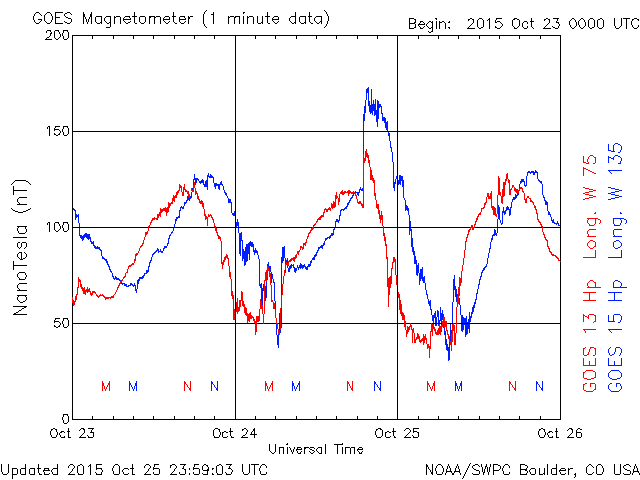 GOES Magnetometer (1 minute data)
Begin: 2015 Oct 23 0000 UTC
200
150
100
50
0
NanoTesla (nT)
M M N N M M N N M M N N
Oct 23 Oct 24 Oct 25 Oct 26
Universal Time
GOES 13 Hp Long. W 75
GOES 15 Hp Long. W 135
Updated 2015 Oct 25 23:59:03 UTC
NOAA/SWPC Boulder, CO USA